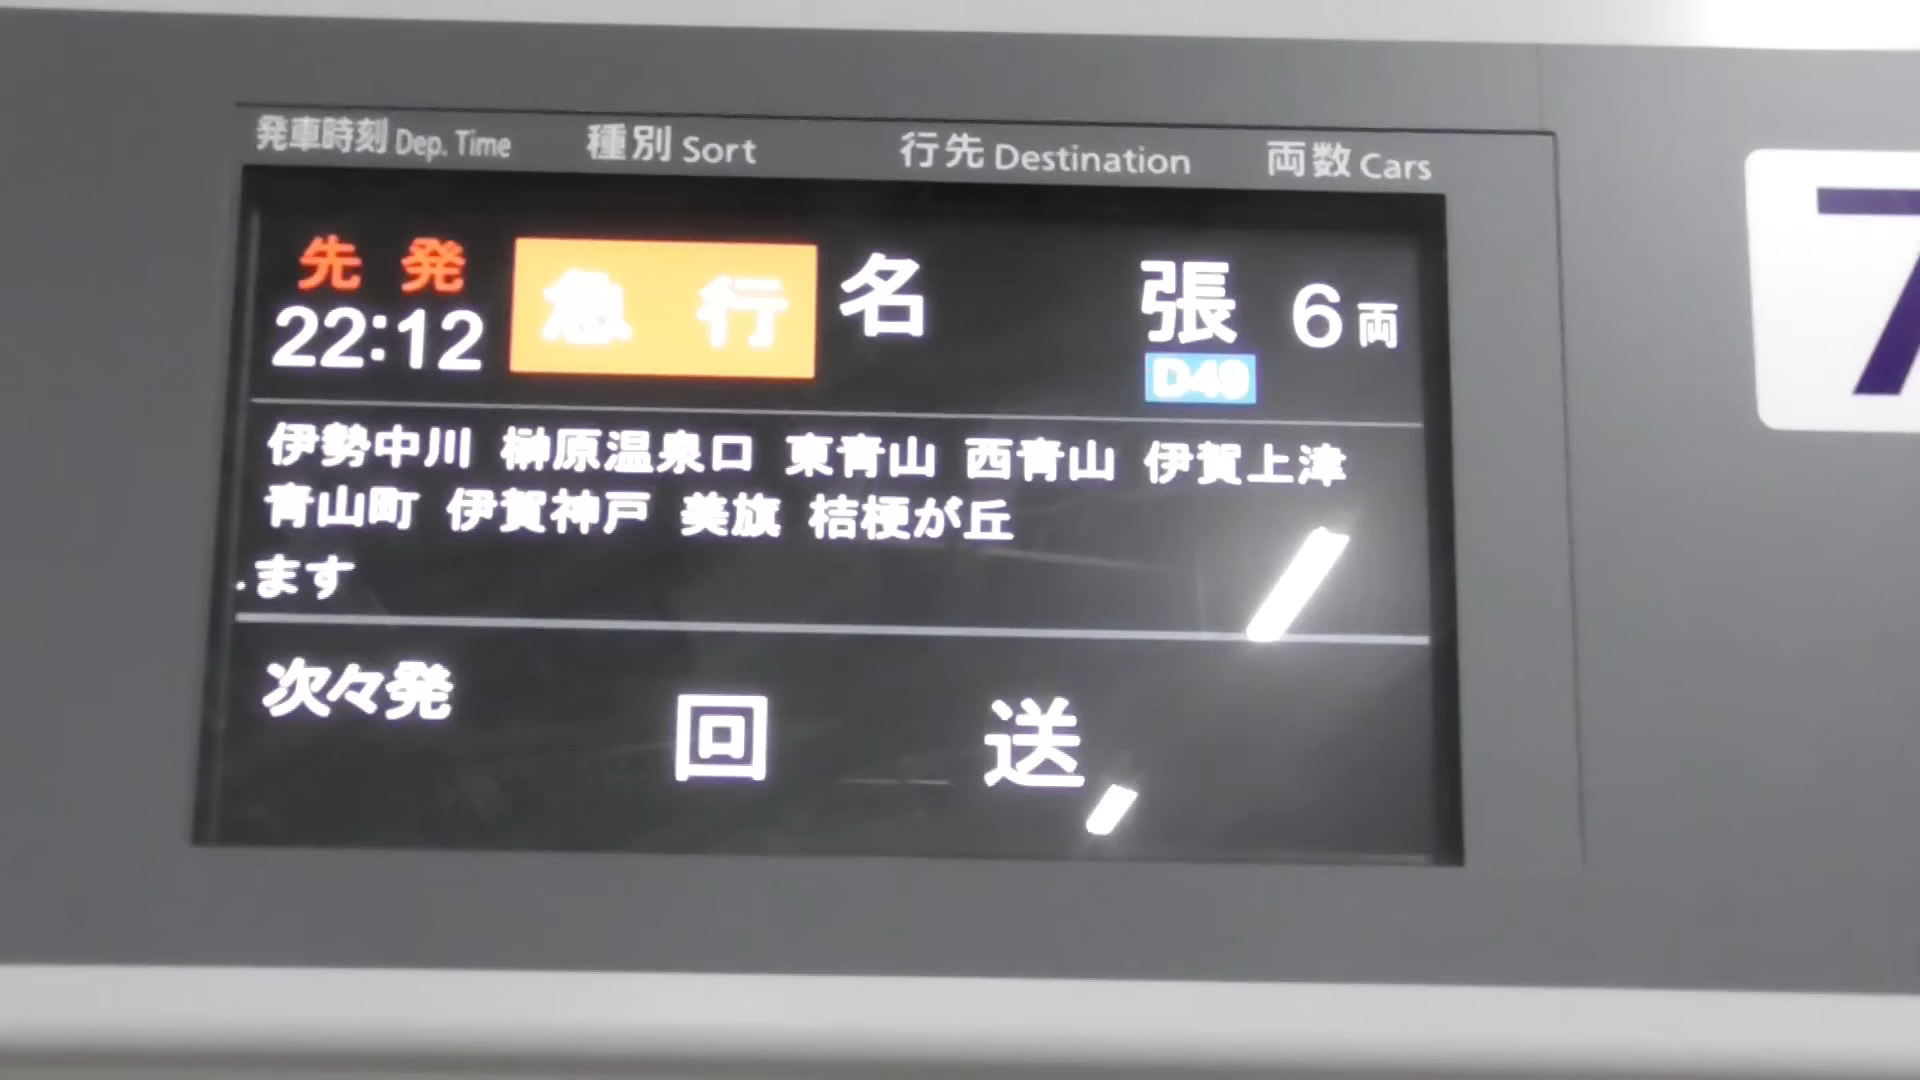 発車時刻 Dep. Time 種別 Sort 行先 Destination 両数 Cars
先発
22:12 急行 名張 6両
D49
伊勢中川 榊原温泉口 東青山 西青山 伊賀上津
青山町 伊賀神戸 美旗 桔梗が丘
ます
次々発 回送
7